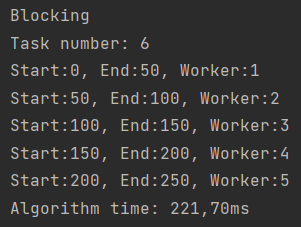 Blocking
Task number: 6
Start:0, End:50, Worker:1
Start:50, End:100, Worker:2
Start:100, End:150, Worker:3
Start:150, End:200, Worker:4
Start:200, End:250, Worker:5
Algorithm time: 221,70ms